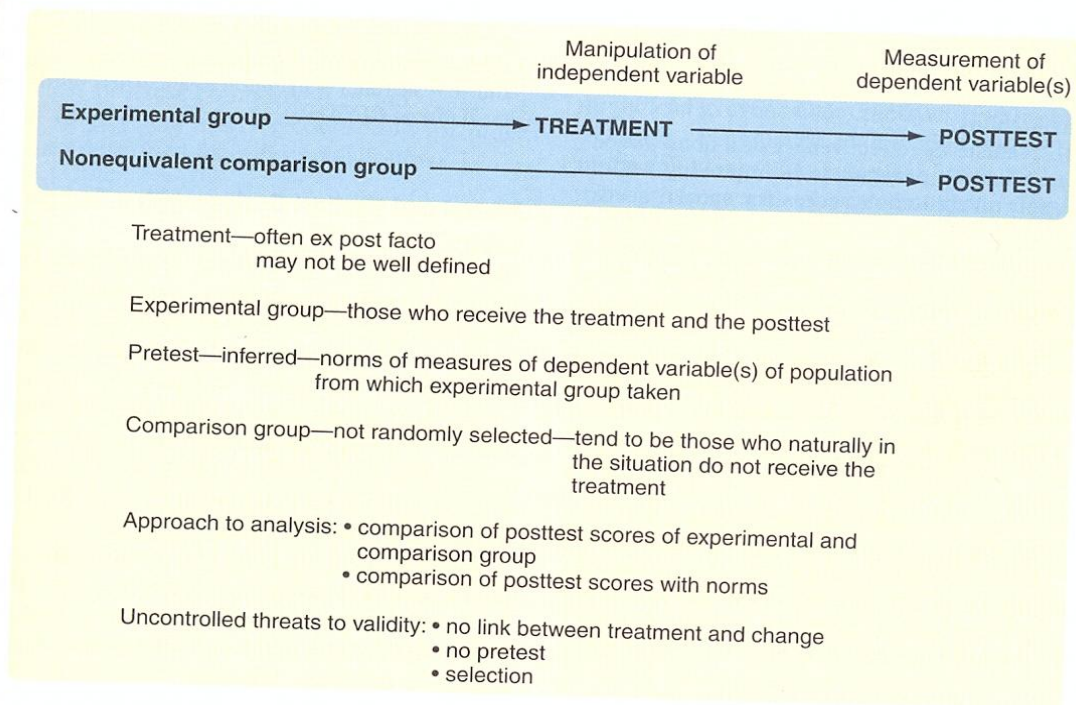 Manipulation of
independent variable
Measurement of
dependent variable(s)
Experimental group TREATMENT POSTTEST
Nonequivalent comparison group POSTTEST
Treatment—often ex post facto
may not be well defined
Experimental group—those who receive the treatment and the posttest
Pretest—inferred—norms of measures of dependent variable(s) of population
from which experimental group taken
Comparison group—not randomly selected—tend to be those who naturally in
the situation do not receive the
treatment
Approach to analysis: • comparison of posttest scores of experimental and
comparison group
• comparison of posttest scores with norms
Uncontrolled threats to validity: • no link between treatment and change
• no pretest
• selection